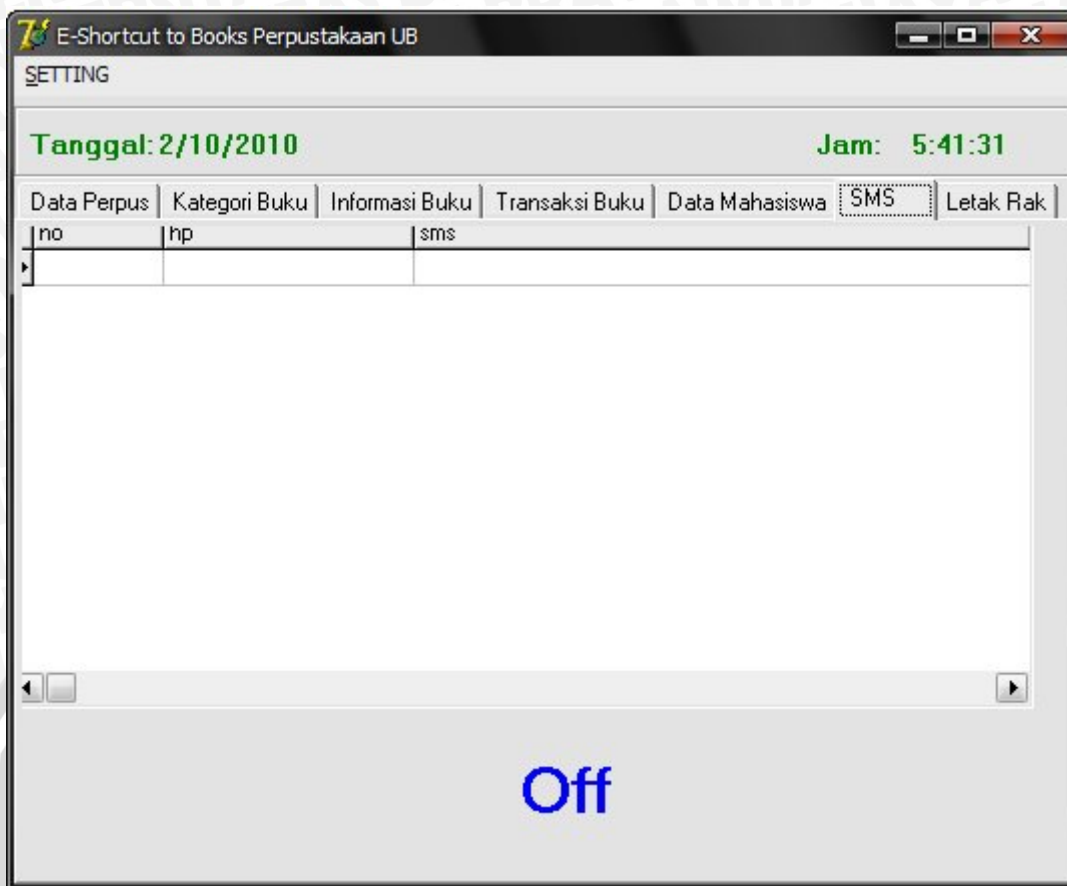 E-Shortcut to Books Perpustakaan UB
SETTING
Tanggal: 2/10/2010 Jam: 5:41:31
Data Perpus Kategori Buku Informasi Buku Transaksi Buku Data Mahasiswa SMS Letak Rak
no hp sms
Off